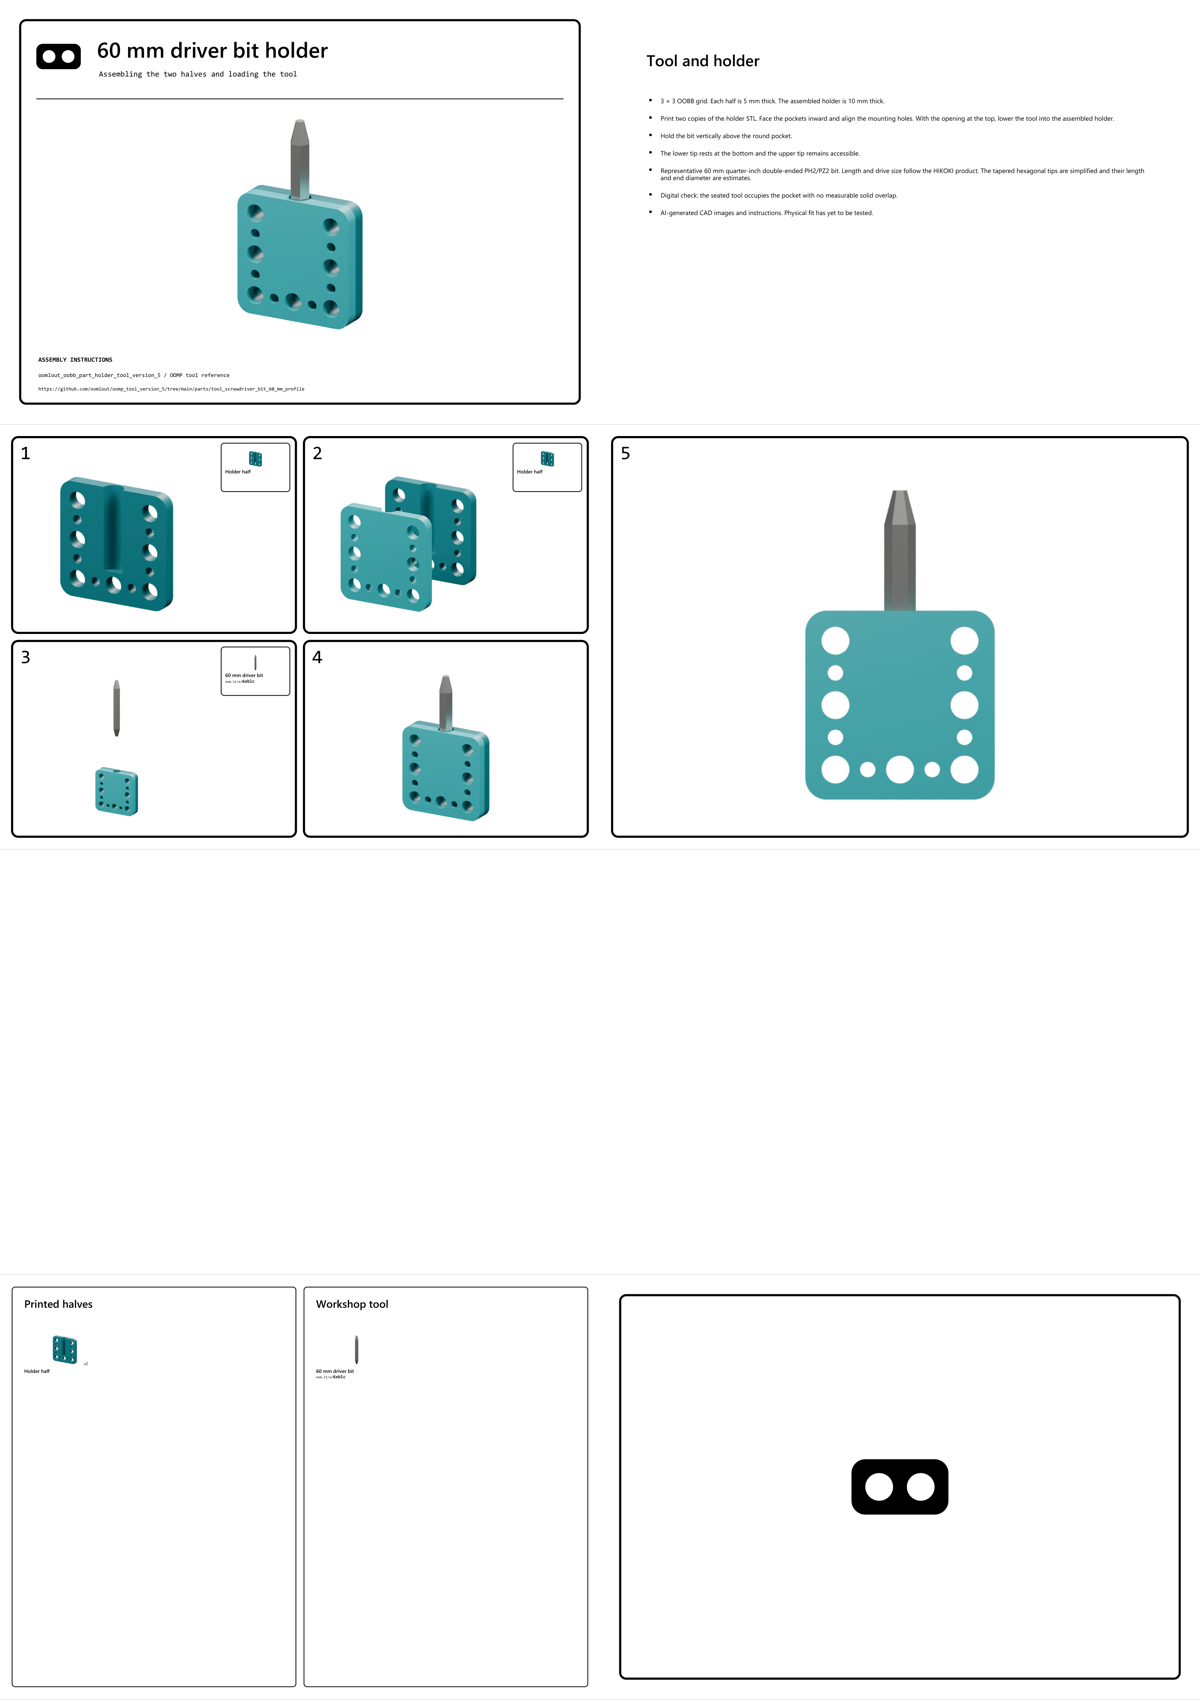 60 mm driver bit holder
Assembling the two halves and loading the tool
ASSEMBLY INSTRUCTIONS
oomlout_oobb_part_holder_tool_version_5 / OOMP tool reference
https://github.com/oomlout/oomp_tool_version_5/tree/main/parts/tool_screwdriver_bit_60_mm_profile
Tool and holder
• 3 × 3 OOBB grid. Each half is 5 mm thick. The assembled holder is 10 mm thick.
• Print two copies of the holder STL. Face the pockets inward and align the mounting holes. With the opening at the top, lower the tool into the assembled holder.
• Hold the bit vertically above the round pocket.
• The lower tip rests at the bottom and the upper tip remains accessible.
• Representative 60 mm quarter-inch double-ended PH2/PZ2 bit. Length and drive size follow the HiKOKI product. The tapered hexagonal tips are simplified and their length
and end diameter are estimates.
• Digital check: the seated tool occupies the pocket with no measurable solid overlap.
• AI-generated CAD images and instructions. Physical fit has yet to be tested.
1
Holder half
2
Holder half
3
60 mm driver bit
4
5
Printed halves
x2
Holder half
Workshop tool
60 mm driver bit